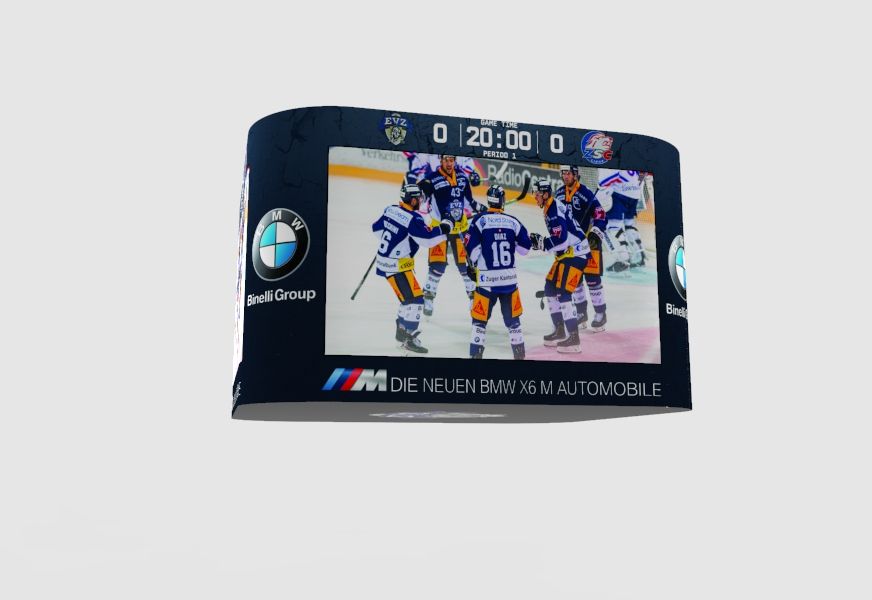 GAME TIME
EVZ 0 20:00 0 ZSC
PERIOD 1
43
6
DIAZ
16
Zuger Kantonal
BMW
Binelli Group
DIE NEUEN BMW X6 M AUTOMOBILE